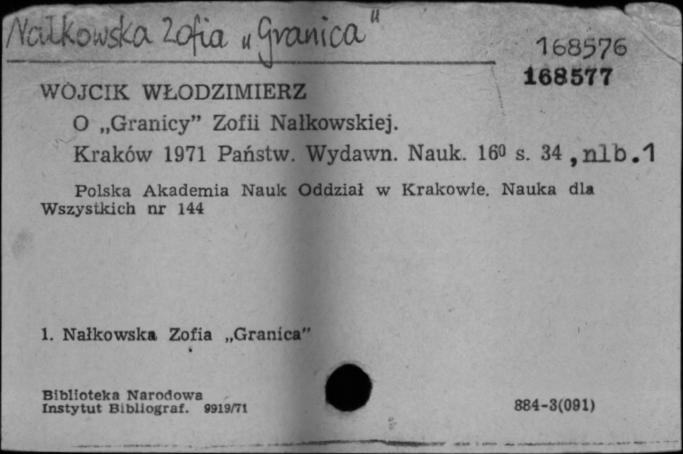 Nałkowska Zofia „Granica"
168576
168577
WÓJCIK WŁODZIMIERZ
O „Granicy” Zofii Nałkowskiej.
Kraków 1971 Państw. Wydawn. Nauk. 16⁰ s. 34 , nlb.1
Polska Akademia Nauk Oddział w Krakowie. Nauka dla
Wszystkich nr 144
1. Nałkowska Zofia „Granica”
Biblioteka Narodowa
Instytut Bibliograf. 9919/71
884-3(091)